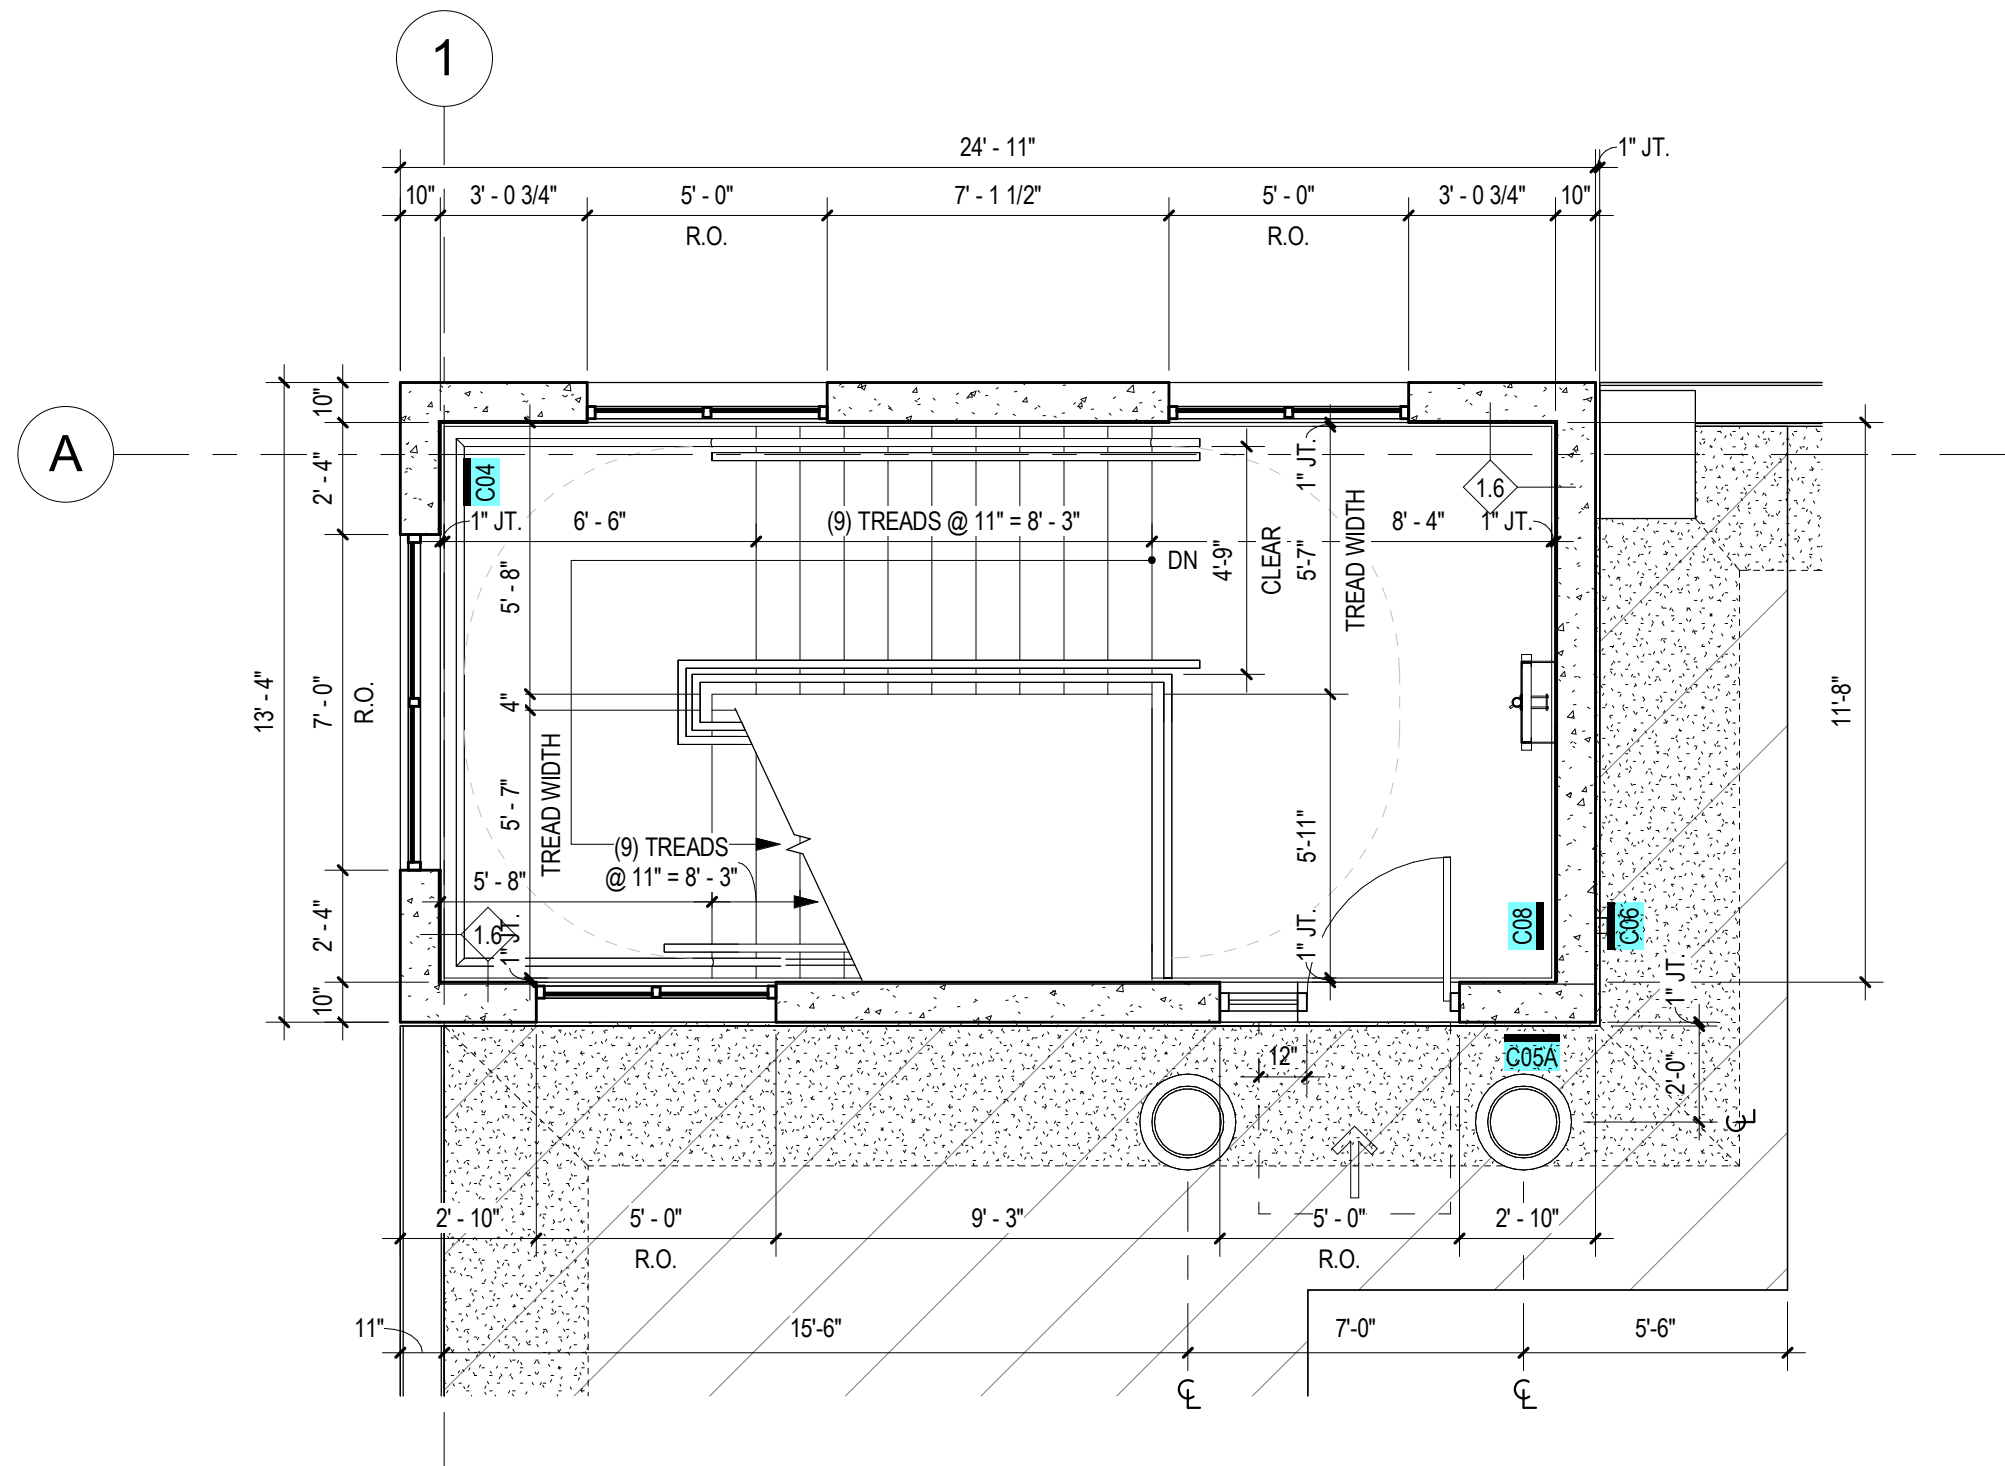 1
24' - 11"
1" JT.
10"
3' - 0 3/4"
5' - 0"
7' - 1 1/2"
5' - 0"
3' - 0 3/4"
10"
R.O.
R.O.
10"
A
2' - 4"
C04
1" JT.
1.6
1" JT.
6' - 6"
(9) TREADS @ 11" = 8' - 3"
8' - 4"
1" JT.
DN
4'-9"
CLEAR
5'-7"
TREAD WIDTH
5' - 8"
13' - 4"
7' - 0"
R.O.
4"
11'-8"
5' - 7"
TREAD WIDTH
(9) TREADS
@ 11" = 8' - 3"
5' - 8"
5'-11"
2' - 4"
1.6
1" JT.
1" JT.
C08
C06
10"
1" JT.
12"
C05A
2'-0"
CL
2' - 10"
5' - 0"
9' - 3"
5' - 0"
2' - 10"
R.O.
R.O.
11"
15'-6"
7'-0"
5'-6"
CL
CL